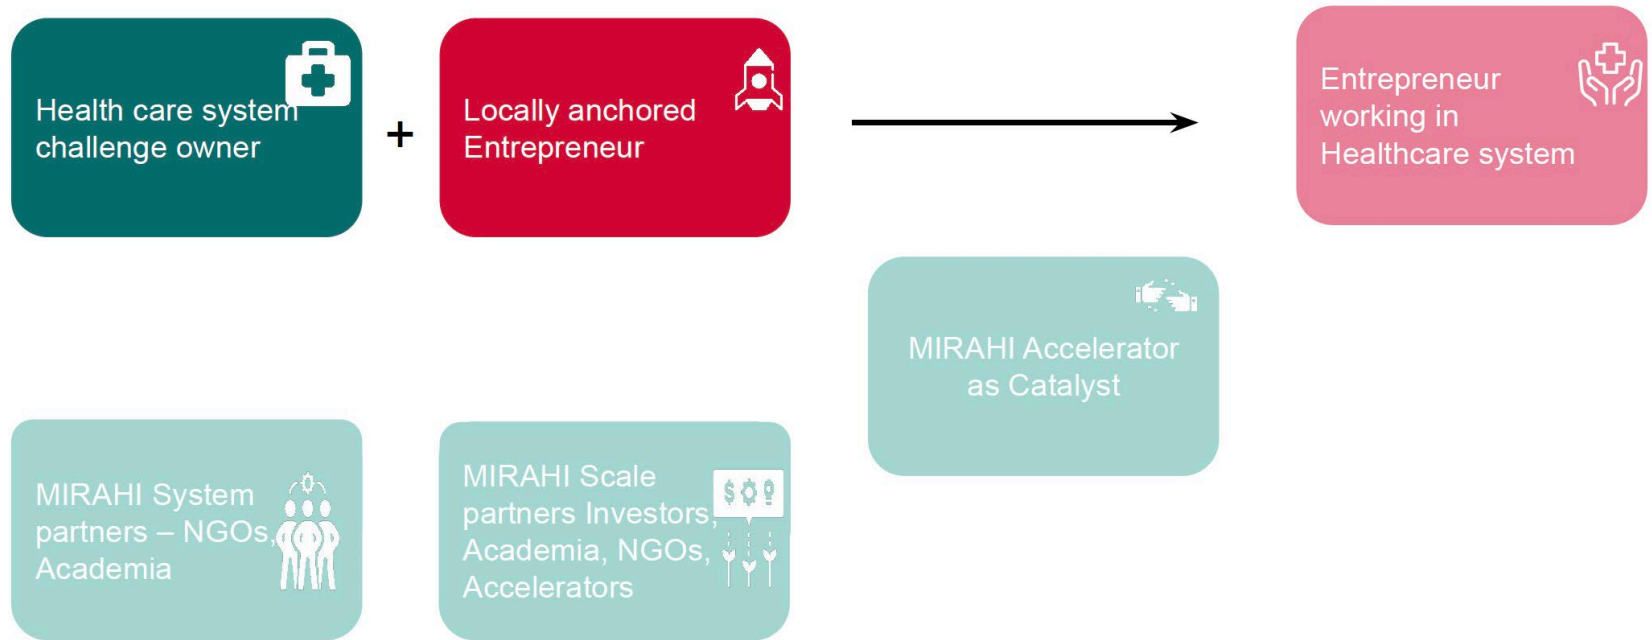 Health care system
challenge owner
+
Locally anchored
Entrepreneur
Entrepreneur
working in
Healthcare system
MIRAHI Accelerator
as Catalyst
MIRAHI System
partners – NGOs,
Academia
MIRAHI Scale
partners Investors,
Academia, NGOs,
Accelerators
$